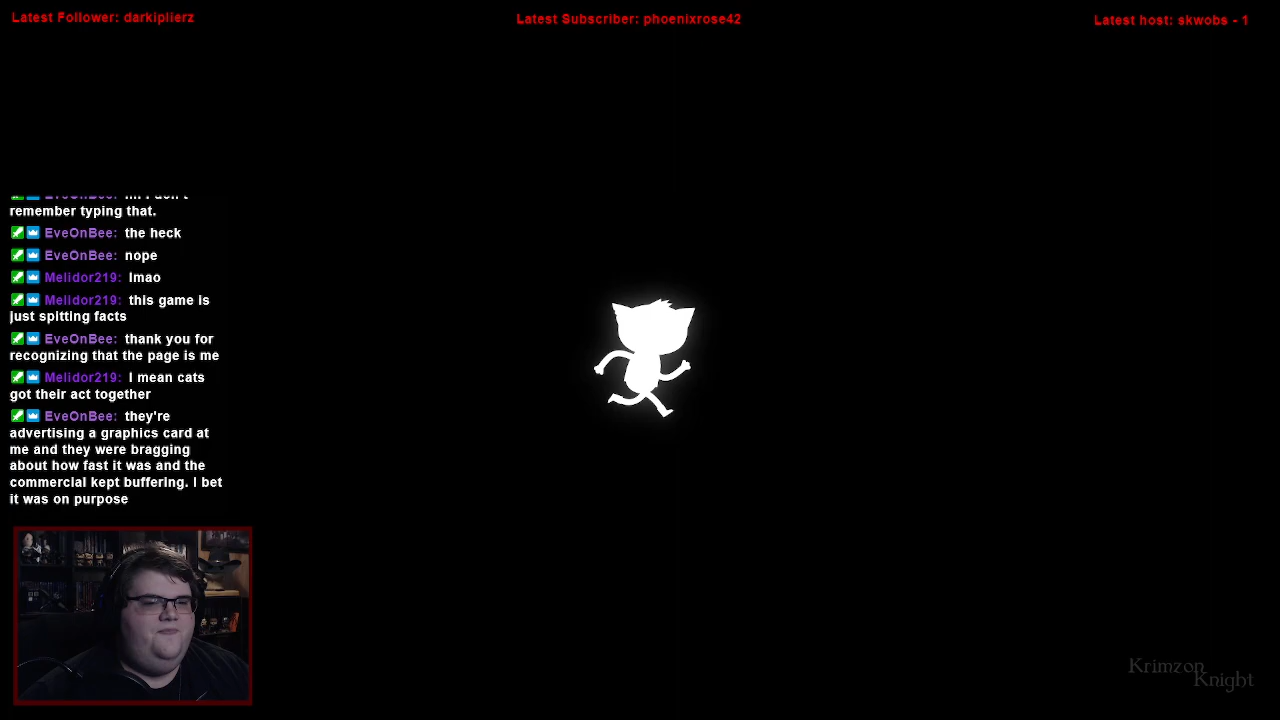 Latest Follower: darkiplierz
Latest Subscriber: phoenixrose42
Latest host: skwobs - 1
EveOnBee: I don't
remember typing that.
EveOnBee: the heck
EveOnBee: nope
Melidor219: lmao
Melidor219: this game is
just spitting facts
EveOnBee: thank you for
recognizing that the page is me
Melidor219: I mean cats
got their act together
EveOnBee: they're
advertising a graphics card at
me and they were bragging
about how fast it was and the
commercial kept buffering. I bet
it was on purpose
Krimzon
Knight